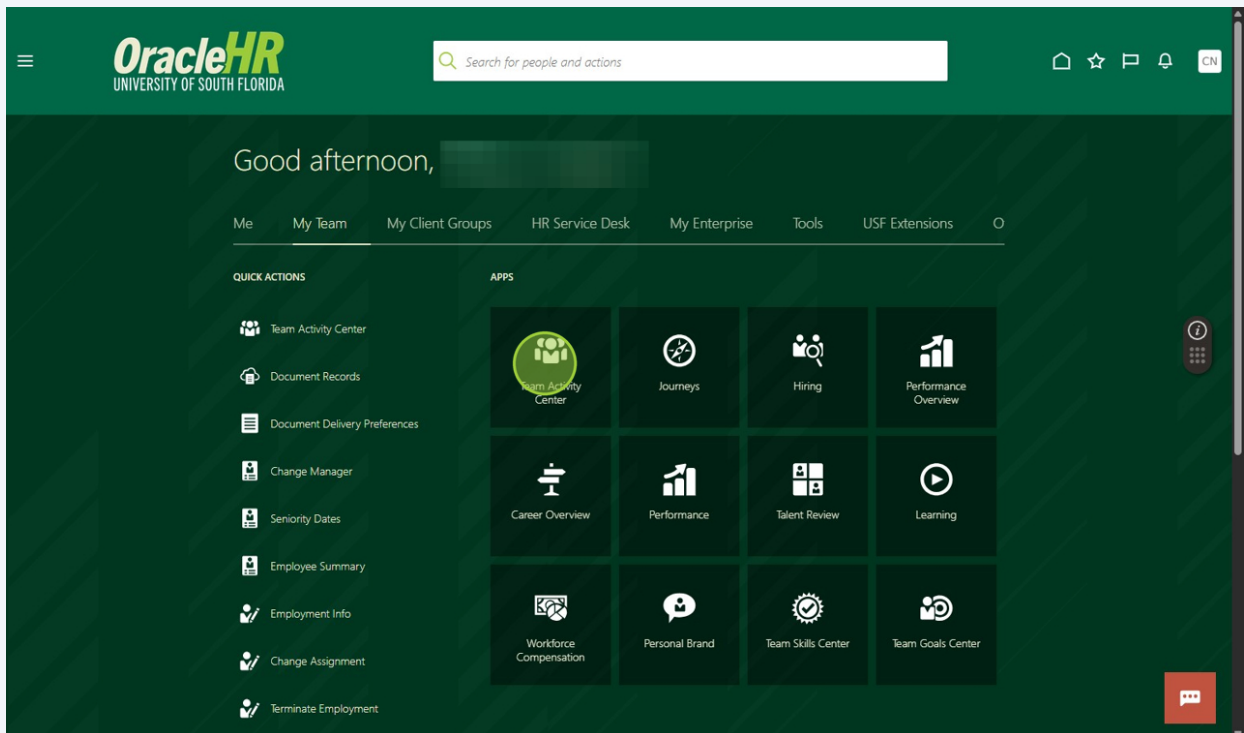 OracleHR
UNIVERSITY OF SOUTH FLORIDA
Search for people and actions
CN
Good afternoon,
Me My Team My Client Groups HR Service Desk My Enterprise Tools USF Extensions O
QUICK ACTIONS
Team Activity Center
Document Records
Document Delivery Preferences
Change Manager
Seniority Dates
Employee Summary
Employment Info
Change Assignment
Terminate Employment
APPS
Team Activity
Center
Journeys
Hiring
Performance
Overview
Career Overview
Performance
Talent Review
Learning
Workforce
Compensation
Personal Brand
Team Skills Center
Team Goals Center